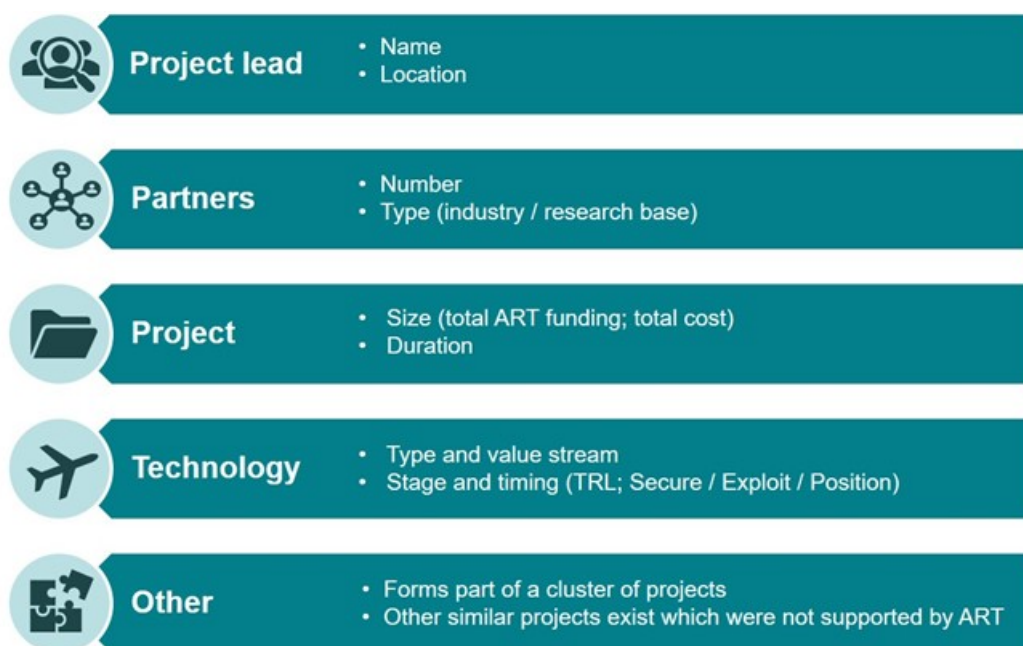 Project lead
• Name
• Location
Partners
• Number
• Type (industry / research base)
Project
• Size (total ART funding; total cost)
• Duration
Technology
• Type and value stream
• Stage and timing (TRL; Secure / Exploit / Position)
Other
• Forms part of a cluster of projects
• Other similar projects exist which were not supported by ART